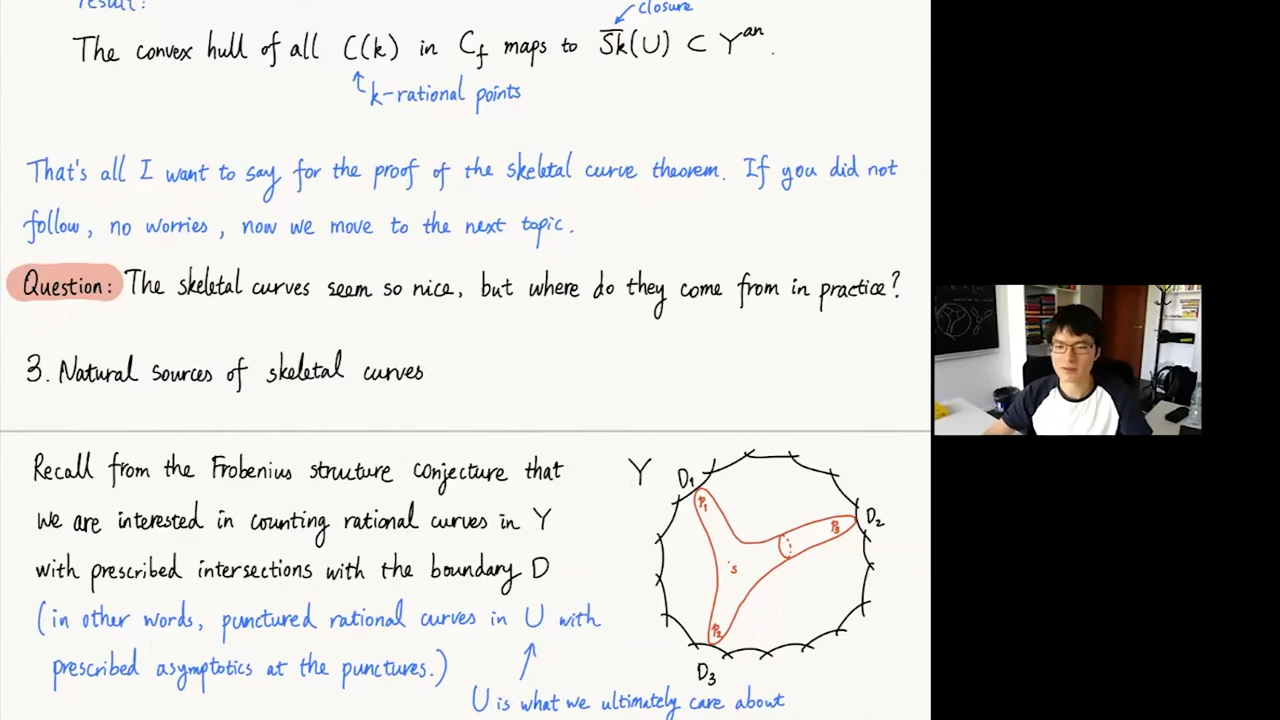 result:
closure
The convex hull of all C(k) in C_f maps to S̅k̅(U) ⊂ Y^an.
k-rational points
That's all I want to say for the proof of the skeletal curve theorem. If you did not
follow, no worries, now we move to the next topic.
Question: The skeletal curves seem so nice, but where do they come from in practice?
3. Natural sources of skeletal curves
Recall from the Frobenius structure conjecture that
we are interested in counting rational curves in Y
with prescribed intersections with the boundary D
(in other words, punctured rational curves in U with
prescribed asymptotics at the punctures.)
U is what we ultimately care about
Y
D₁
p₁
p₃
D₂
s
p₂
D₃